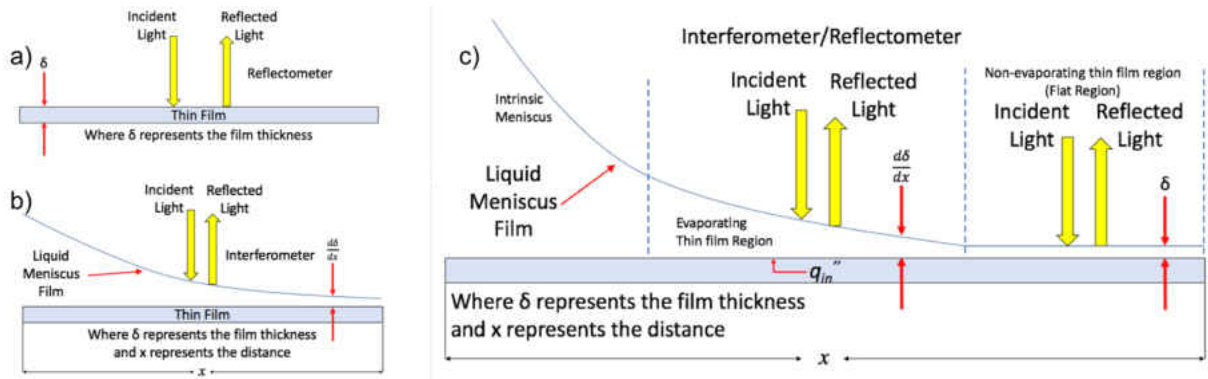 a)
δ
Incident
Light
Reflected
Light
Reflectometer
Thin Film
Where δ represents the film thickness
b)
Incident
Light
Reflected
Light
Interferometer
dδ
dx
Liquid
Meniscus
Film
Thin Film
Where δ represents the film thickness
and x represents the distance
x
c)
Interferometer/Reflectometer
Intrinsic
Meniscus
Incident
Light
Reflected
Light
Non-evaporating thin film region
(Flat Region)
Incident
Light
Reflected
Light
Liquid
Meniscus
Film
dδ
dx
δ
Evaporating
Thin film Region
qin"
Where δ represents the film thickness
and x represents the distance
x